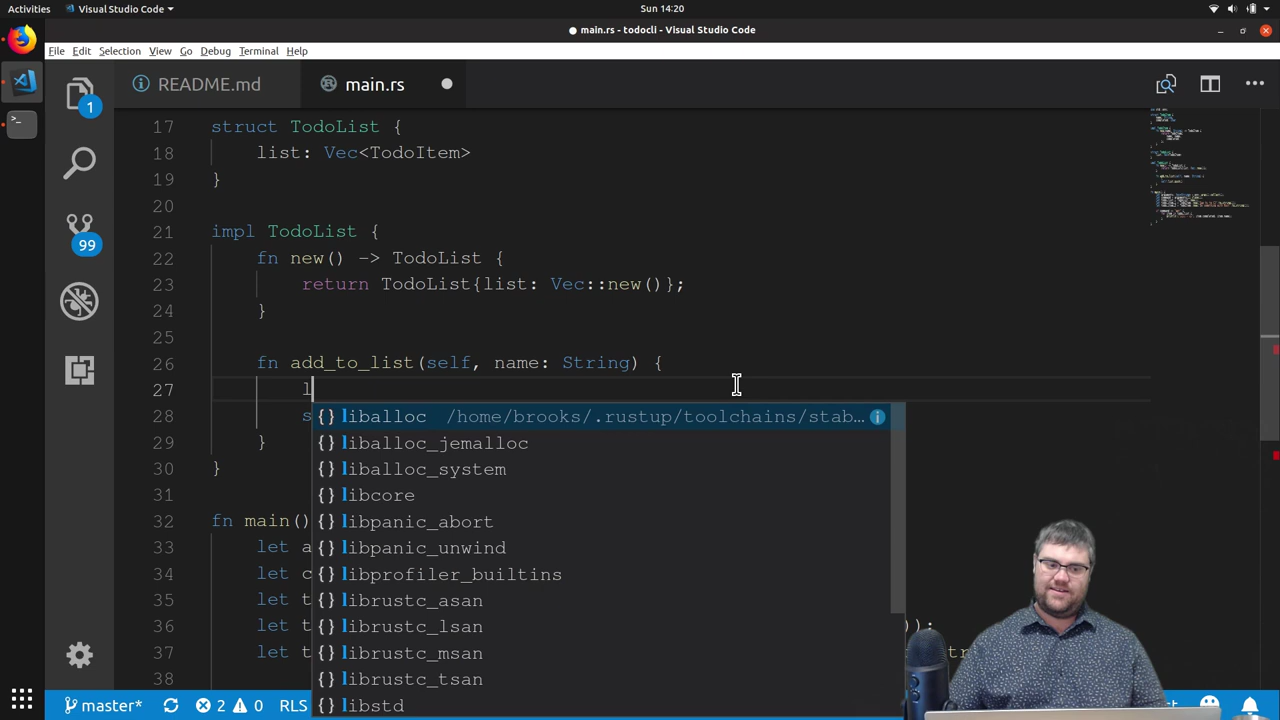 Activities Visual Studio Code Sun 14:20
main.rs - todocli - Visual Studio Code
File Edit Selection View Go Debug Terminal Help
README.md main.rs
1
99
17 struct TodoList {
18 list: Vec<TodoItem>
19 }
20
21 impl TodoList {
22 fn new() -> TodoList {
23 return TodoList{list: Vec::new()};
24 }
25
26 fn add_to_list(self, name: String) {
27 l
{} liballoc /home/brooks/.rustup/toolchains/stab…
28 s
{} liballoc_jemalloc
29 }
{} liballoc_system
30 }
{} libcore
31
{} libpanic_abort
32 fn main()
{} libpanic_unwind
33 let a
{} libprofiler_builtins
34 let c
{} librustc_asan
35 let t
{} librustc_lsan
36 let t ));
{} librustc_msan
37 let t
{} librustc_tsan
38
{} libstd
master* 2 0 RLS